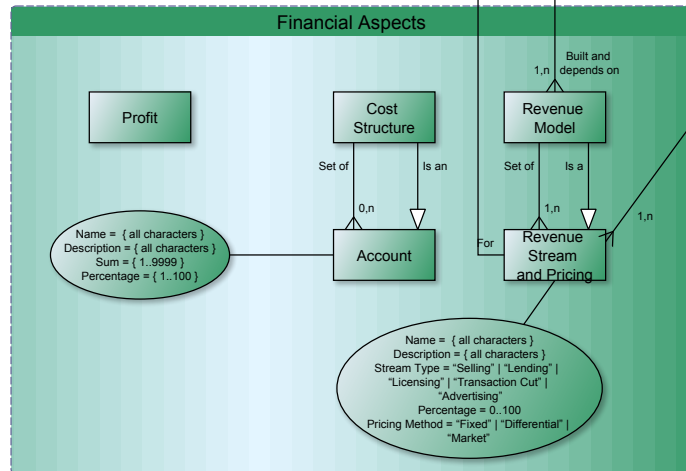 Financial Aspects
Built and
depends on
1,n
Profit
Cost
Structure
Revenue
Model
Set of
Is an
Set of
Is a
0,n
1,n
1,n
Name =  { all characters }
Description = { all characters }
Sum = { 1..9999 }
Percentage = { 1..100 }
Account
For
Revenue
Stream
and Pricing
Name =  { all characters }
Description = { all characters }
Stream Type = “Selling” | “Lending” |
“Licensing” | “Transaction Cut” |
“Advertising”
Percentage = 0..100
Pricing Method = “Fixed” | “Differential” |
“Market”